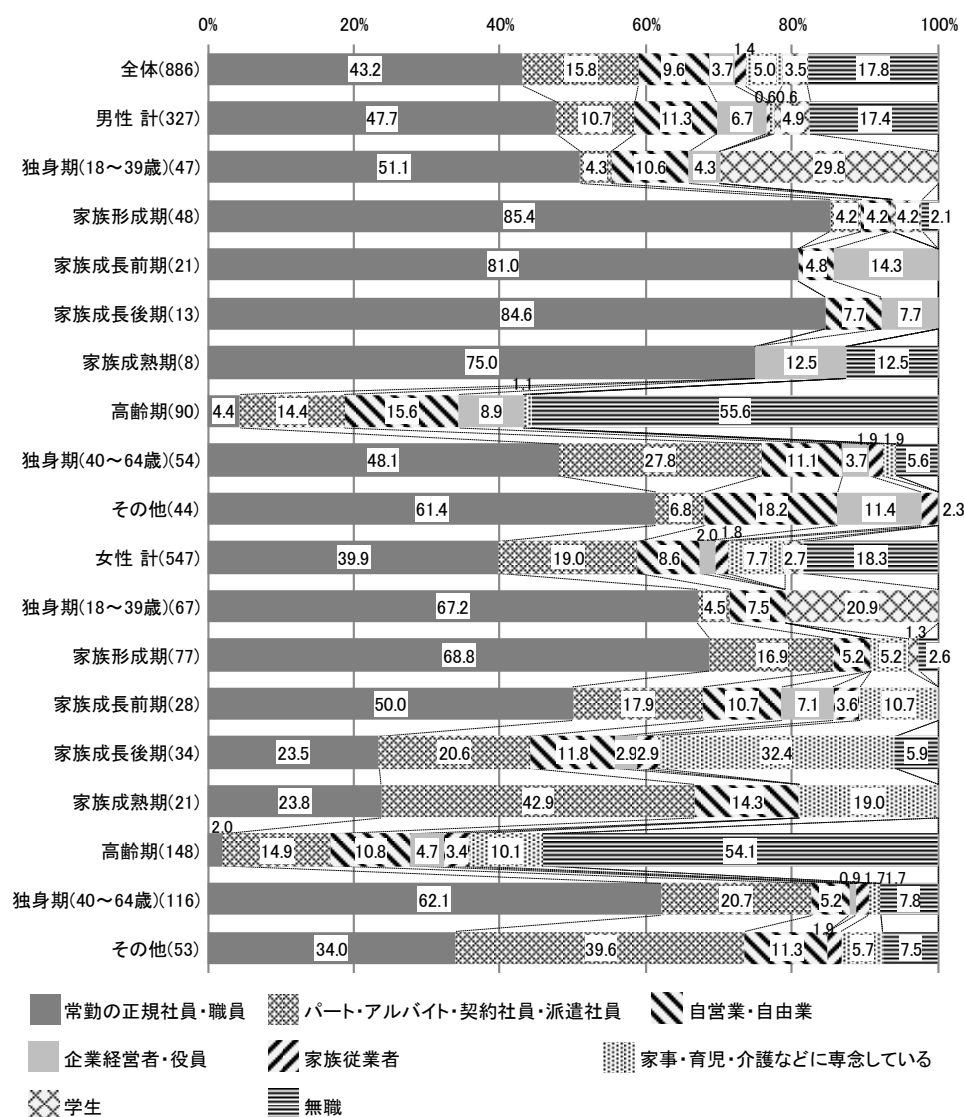 0% 20% 40% 60% 80% 100%
1.4
全体(886) 43.2 15.8 9.6 3.7 5.0 3.5 17.8
0.6 0.6
男性 計(327) 47.7 10.7 11.3 6.7 4.9 17.4
独身期(18～39歳)(47) 51.1 4.3 10.6 4.3 29.8
家族形成期(48) 85.4 4.2 4.2 4.2 2.1
家族成長前期(21) 81.0 4.8 14.3
家族成長後期(13) 84.6 7.7 7.7
家族成熟期(8) 75.0 12.5 12.5
1.1
高齢期(90) 4.4 14.4 15.6 8.9 55.6
1.9 1.9
独身期(40～64歳)(54) 48.1 27.8 11.1 3.7 5.6
その他(44) 61.4 6.8 18.2 11.4 2.3
2.0 1.8
女性 計(547) 39.9 19.0 8.6 7.7 2.7 18.3
独身期(18～39歳)(67) 67.2 4.5 7.5 20.9
1.3
家族形成期(77) 68.8 16.9 5.2 5.2 2.6
家族成長前期(28) 50.0 17.9 10.7 7.1 3.6 10.7
家族成長後期(34) 23.5 20.6 11.8 2.9 2.9 32.4 5.9
家族成熟期(21) 23.8 42.9 14.3 19.0
2.0
高齢期(148) 14.9 10.8 4.7 3.4 10.1 54.1
0.9 1.7 1.7
独身期(40～64歳)(116) 62.1 20.7 5.2 7.8
1.9
その他(53) 34.0 39.6 11.3 5.7 7.5
常勤の正規社員・職員 パート・アルバイト・契約社員・派遣社員 自営業・自由業
企業経営者・役員 家族従業者 家事・育児・介護などに専念している
学生 無職